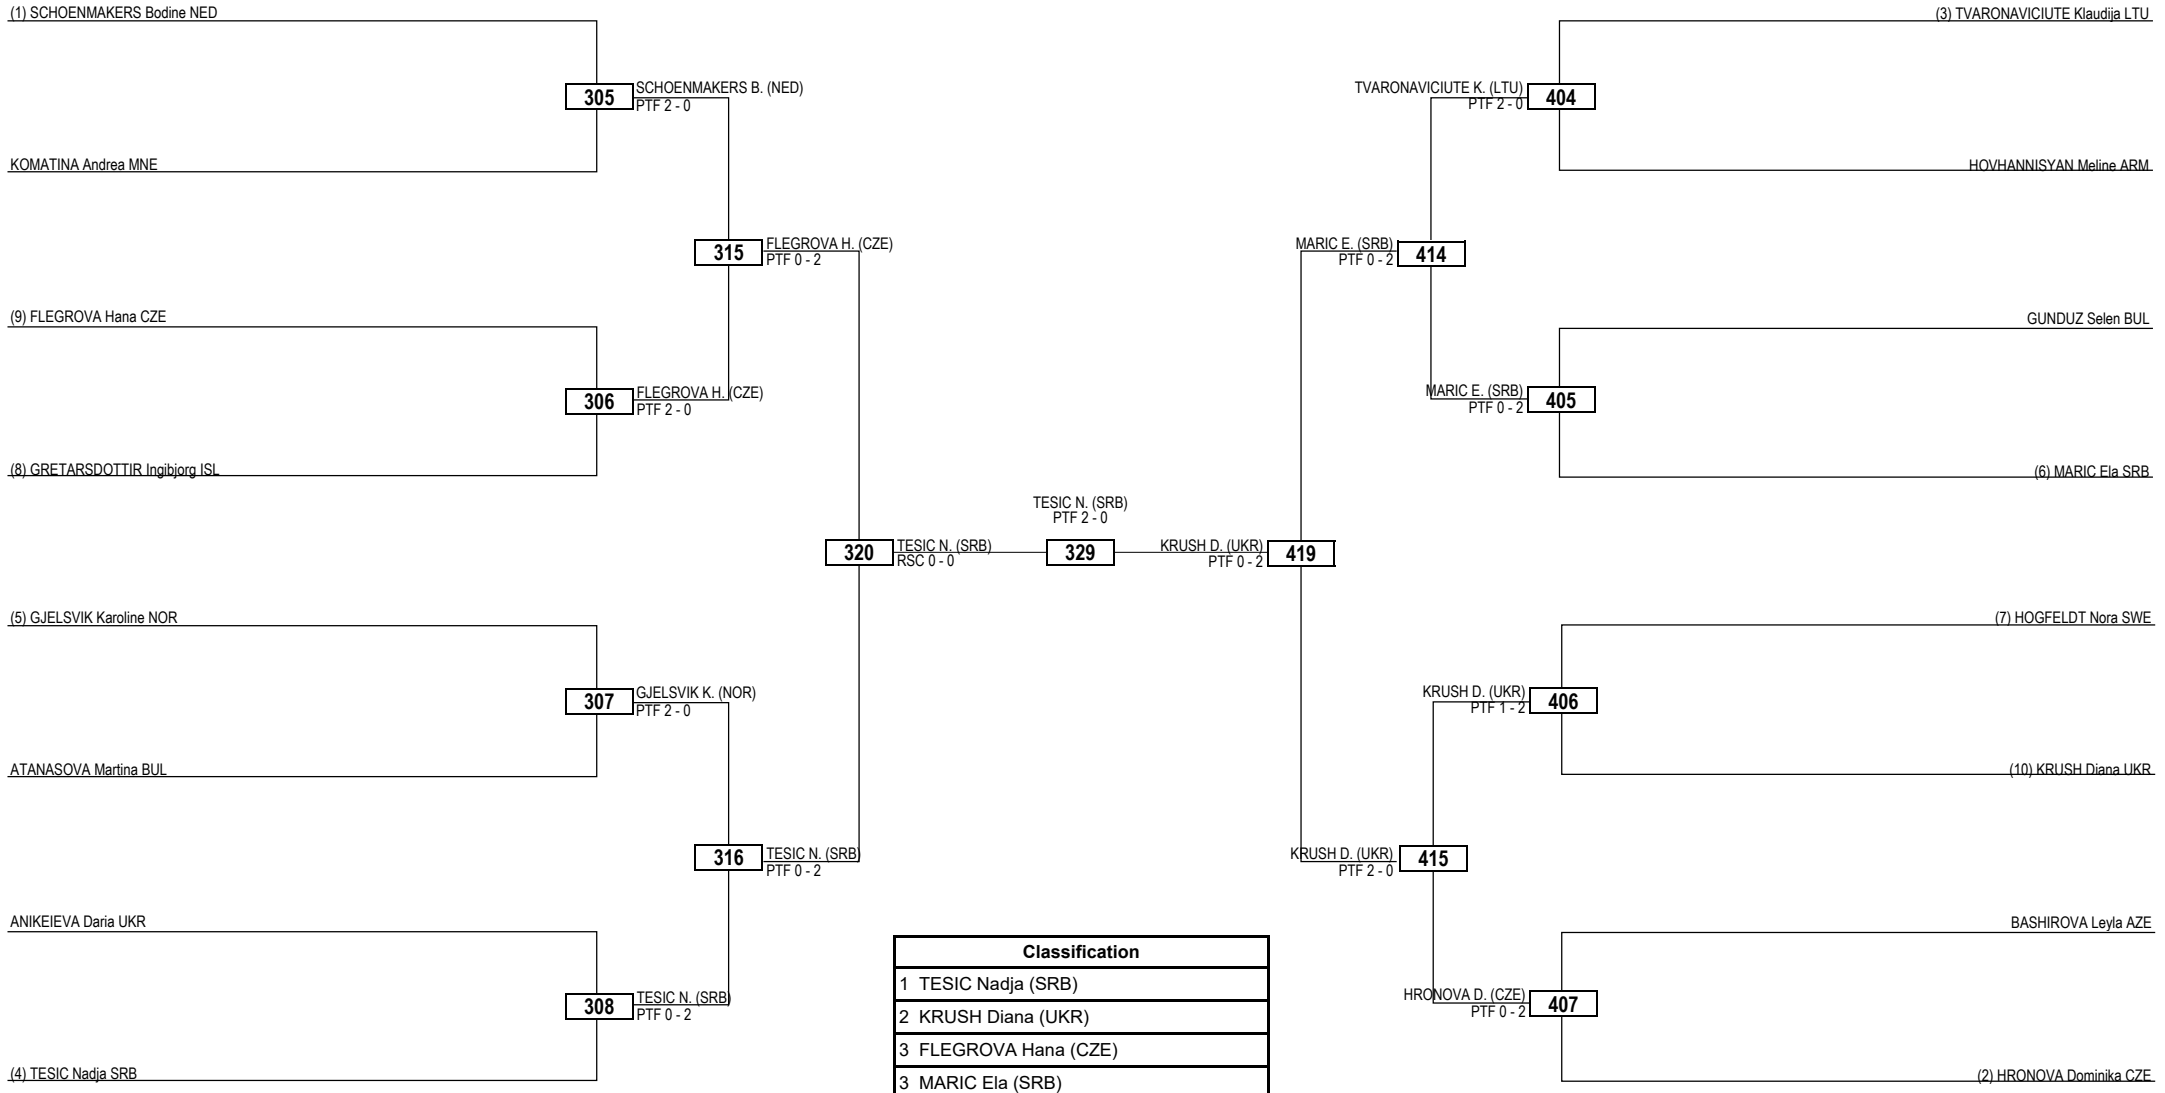 (1) SCHOENMAKERS Bodine NED
305
SCHOENMAKERS B. (NED)
PTF 2 - 0
KOMATINA Andrea MNE
315
FLEGROVA H. (CZE)
PTF 0 - 2
(9) FLEGROVA Hana CZE
306
FLEGROVA H. (CZE)
PTF 2 - 0
(8) GRETARSDOTTIR Ingibjorg ISL
320
TESIC N. (SRB)
RSC 0 - 0
(5) GJELSVIK Karoline NOR
307
GJELSVIK K. (NOR)
PTF 2 - 0
ATANASOVA Martina BUL
316
TESIC N. (SRB)
PTF 0 - 2
ANIKEIEVA Daria UKR
308
TESIC N. (SRB)
PTF 0 - 2
(4) TESIC Nadja SRB
TESIC N. (SRB)
PTF 2 - 0
329
(3) TVARONAVICIUTE Klaudija LTU
TVARONAVICIUTE K. (LTU)
PTF 2 - 0
404
HOVHANNISYAN Meline ARM
MARIC E. (SRB)
PTF 0 - 2
414
GUNDUZ Selen BUL
MARIC E. (SRB)
PTF 0 - 2
405
(6) MARIC Ela SRB
KRUSH D. (UKR)
PTF 0 - 2
419
(7) HOGFELDT Nora SWE
KRUSH D. (UKR)
PTF 1 - 2
406
(10) KRUSH Diana UKR
KRUSH D. (UKR)
PTF 2 - 0
415
BASHIROVA Leyla AZE
HRONOVA D. (CZE)
PTF 0 - 2
407
(2) HRONOVA Dominika CZE
Classification
1 TESIC Nadja (SRB)
2 KRUSH Diana (UKR)
3 FLEGROVA Hana (CZE)
3 MARIC Ela (SRB)